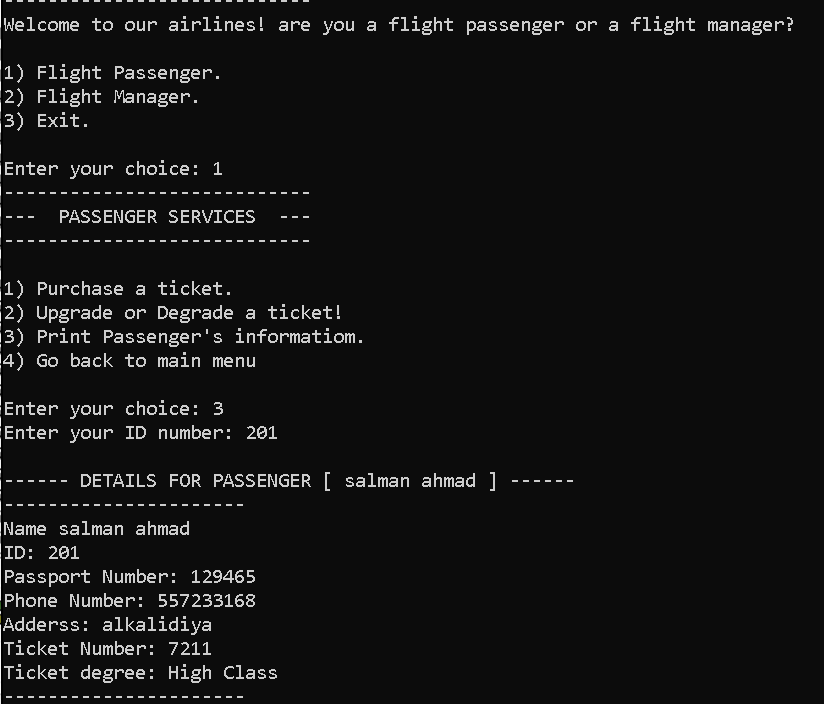 ----------------------------
Welcome to our airlines! are you a flight passenger or a flight manager?
1) Flight Passenger.
2) Flight Manager.
3) Exit.
Enter your choice: 1
----------------------------
---  PASSENGER SERVICES  ---
----------------------------
1) Purchase a ticket.
2) Upgrade or Degrade a ticket!
3) Print Passenger's informatiom.
4) Go back to main menu
Enter your choice: 3
Enter your ID number: 201
------ DETAILS FOR PASSENGER [ salman ahmad ] ------
----------------------
Name salman ahmad
ID: 201
Passport Number: 129465
Phone Number: 557233168
Adderss: alkalidiya
Ticket Number: 7211
Ticket degree: High Class
----------------------